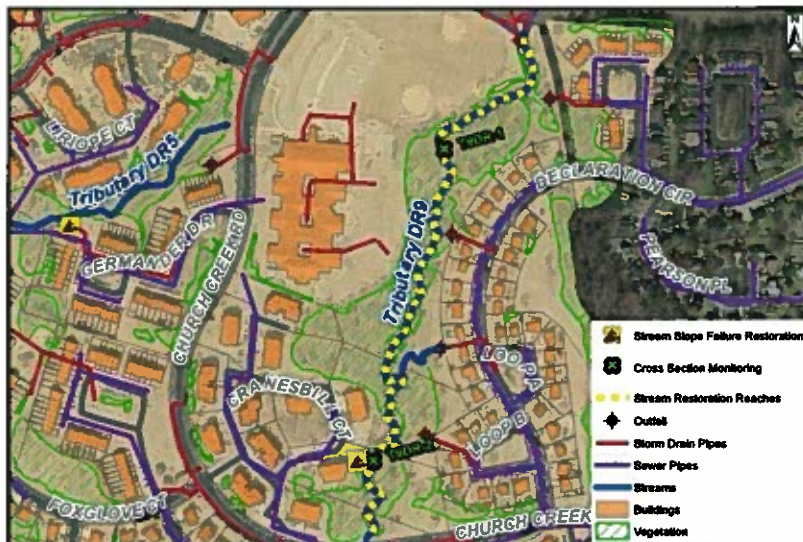 N
IRIOPE CT
Tributary DR5
GERMANDER DR
CHURCH CREEK RD
Tributary DR9
DECLARATION CIR
PEARSON PL
LOOP A
LOOP B
CRANESBILL CT
FOXGLOVE CT
CHURCH CREEK
Stream Slope Failure Restoration
Cross Section Monitoring
Stream Restoration Reaches
Outfall
Storm Drain Pipes
Sewer Pipes
Streams
Buildings
Vegetation